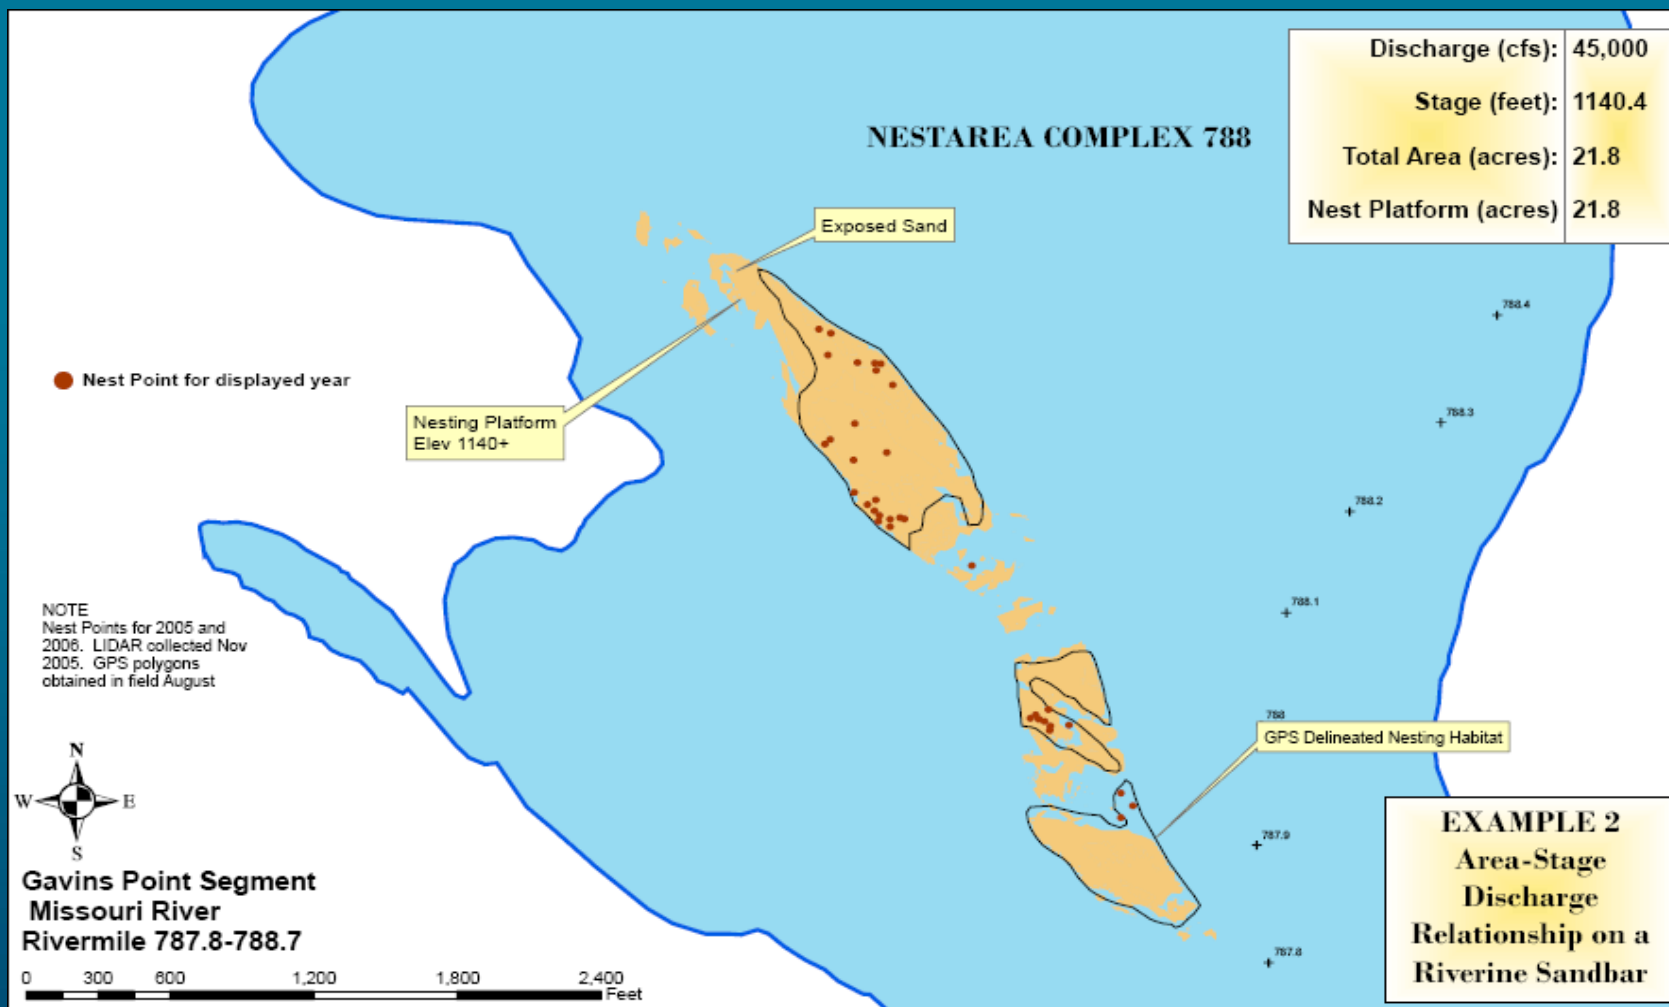 Discharge (cfs): 45,000
Stage (feet): 1140.4
Total Area (acres): 21.8
Nest Platform (acres) 21.8
NESTAREA COMPLEX 788
Exposed Sand
788.4
Nest Point for displayed year
Nesting Platform
Elev 1140+
788.3
788.2
788.1
NOTE
Nest Points for 2005 and
2006. LIDAR collected Nov
2005. GPS polygons
obtained in field August
788
GPS Delineated Nesting Habitat
N
W E
S
787.9
EXAMPLE 2
Area-Stage
Discharge
Relationship on a
Riverine Sandbar
Gavins Point Segment
Missouri River
Rivermile 787.8-788.7
787.8
0 300 600 1,200 1,800 2,400
Feet